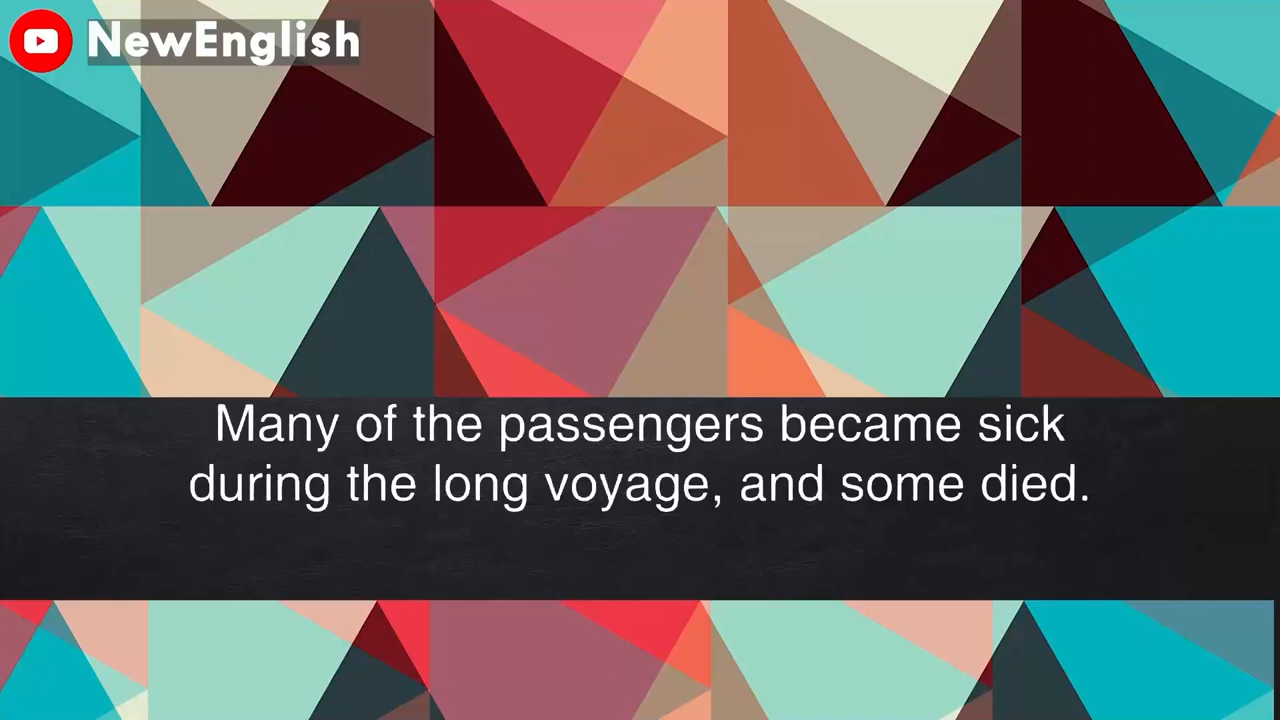 NewEnglish
Many of the passengers became sick
during the long voyage, and some died.